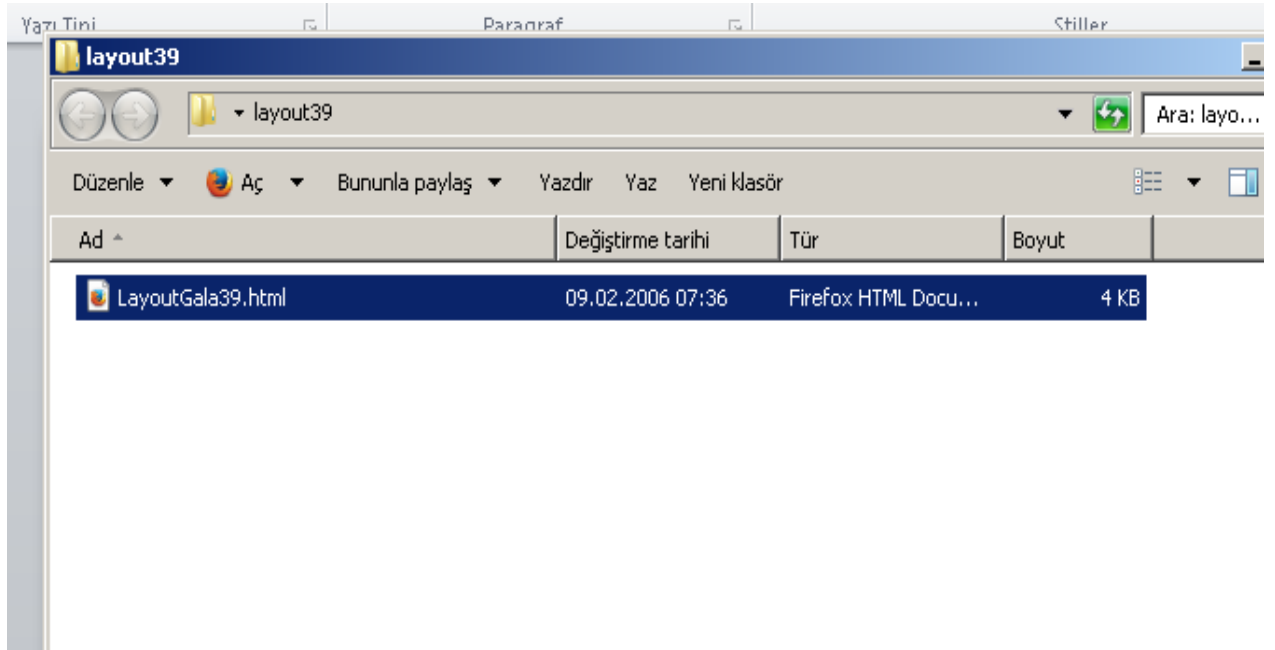 Yazı Tipi Paragraf Stiller
layout39
layout39 Ara: layo...
Düzenle Aç Bununla paylaş Yazdır Yaz Yeni klasör
Ad Değiştirme tarihi Tür Boyut
LayoutGala39.html 09.02.2006 07:36 Firefox HTML Docu... 4 KB